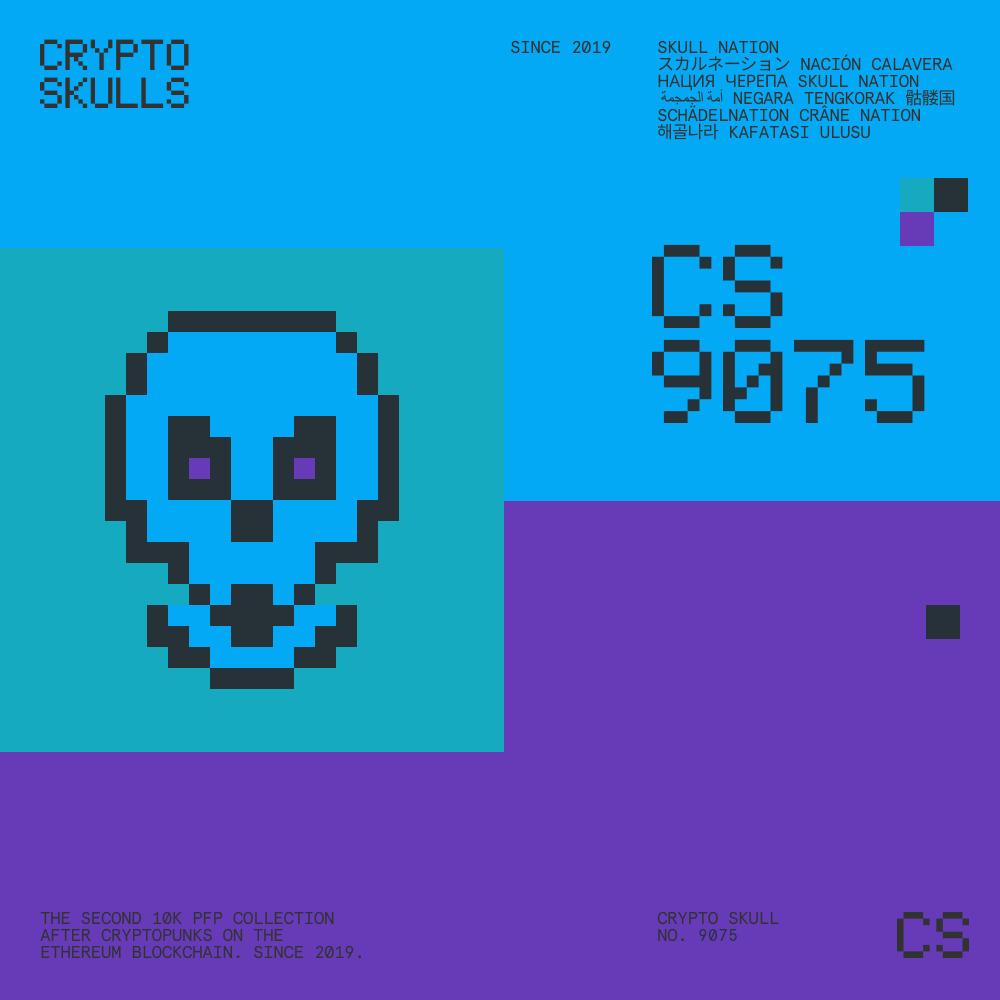 CRYPTO
SKULLS
SINCE 2019
SKULL NATION
スカルネーション NACIÓN CALAVERA
НАЦИЯ ЧЕРЕПА SKULL NATION
أمة الجمجمة NEGARA TENGKORAK 骷髅国
SCHÄDELNATION CRÂNE NATION
해골나라 KAFATASI ULUSU
CS
9075
THE SECOND 10K PFP COLLECTION
AFTER CRYPTOPUNKS ON THE
ETHEREUM BLOCKCHAIN. SINCE 2019.
CRYPTO SKULL
NO. 9075
CS